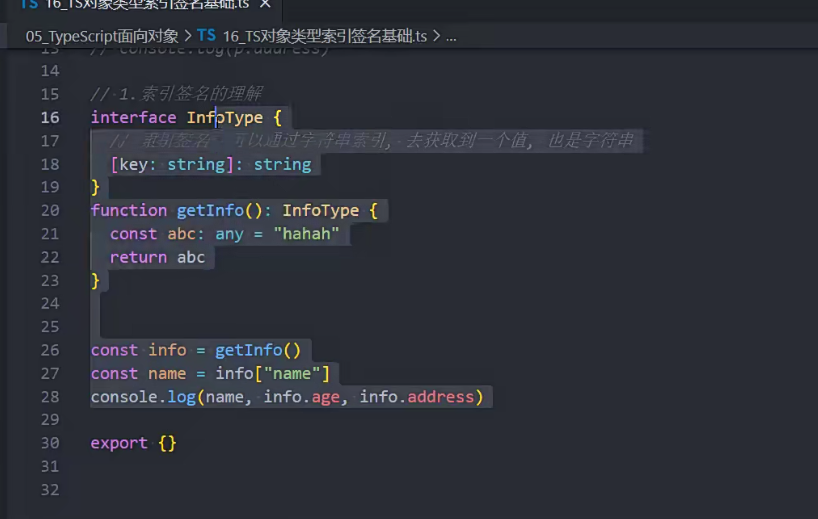 TS 16_TS对象类型索引签名基础.ts ×
05_TypeScript面向对象 > TS 16_TS对象类型索引签名基础.ts > ...
13 // console.log(p.address)
14
15 // 1.索引签名的理解
16 interface InfoType {
17 // 索引签名: 可以通过字符串索引, 去获取到一个值, 也是字符串
18 [key: string]: string
19 }
20 function getInfo(): InfoType {
21 const abc: any = "hahah"
22 return abc
23 }
24
25
26 const info = getInfo()
27 const name = info["name"]
28 console.log(name, info.age, info.address)
29
30 export {}
31
32